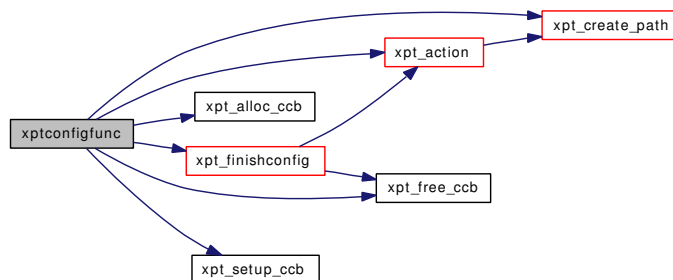 xpt_create_path
xpt_action
xpt_alloc_ccb
xptconfigfunc
xpt_finishconfig
xpt_free_ccb
xpt_setup_ccb